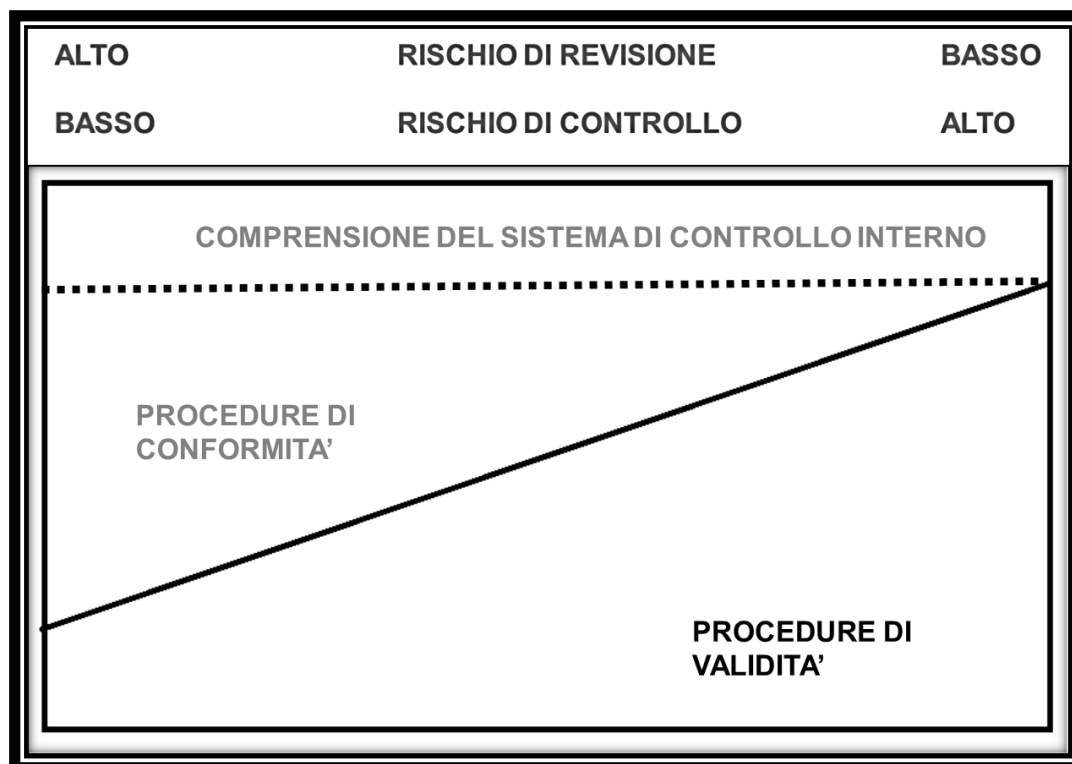 ALTO RISCHIO DI REVISIONE BASSO
BASSO RISCHIO DI CONTROLLO ALTO
COMPRENSIONE DEL SISTEMA DI CONTROLLO INTERNO
PROCEDURE DI
CONFORMITA’
PROCEDURE DI
VALIDITA’